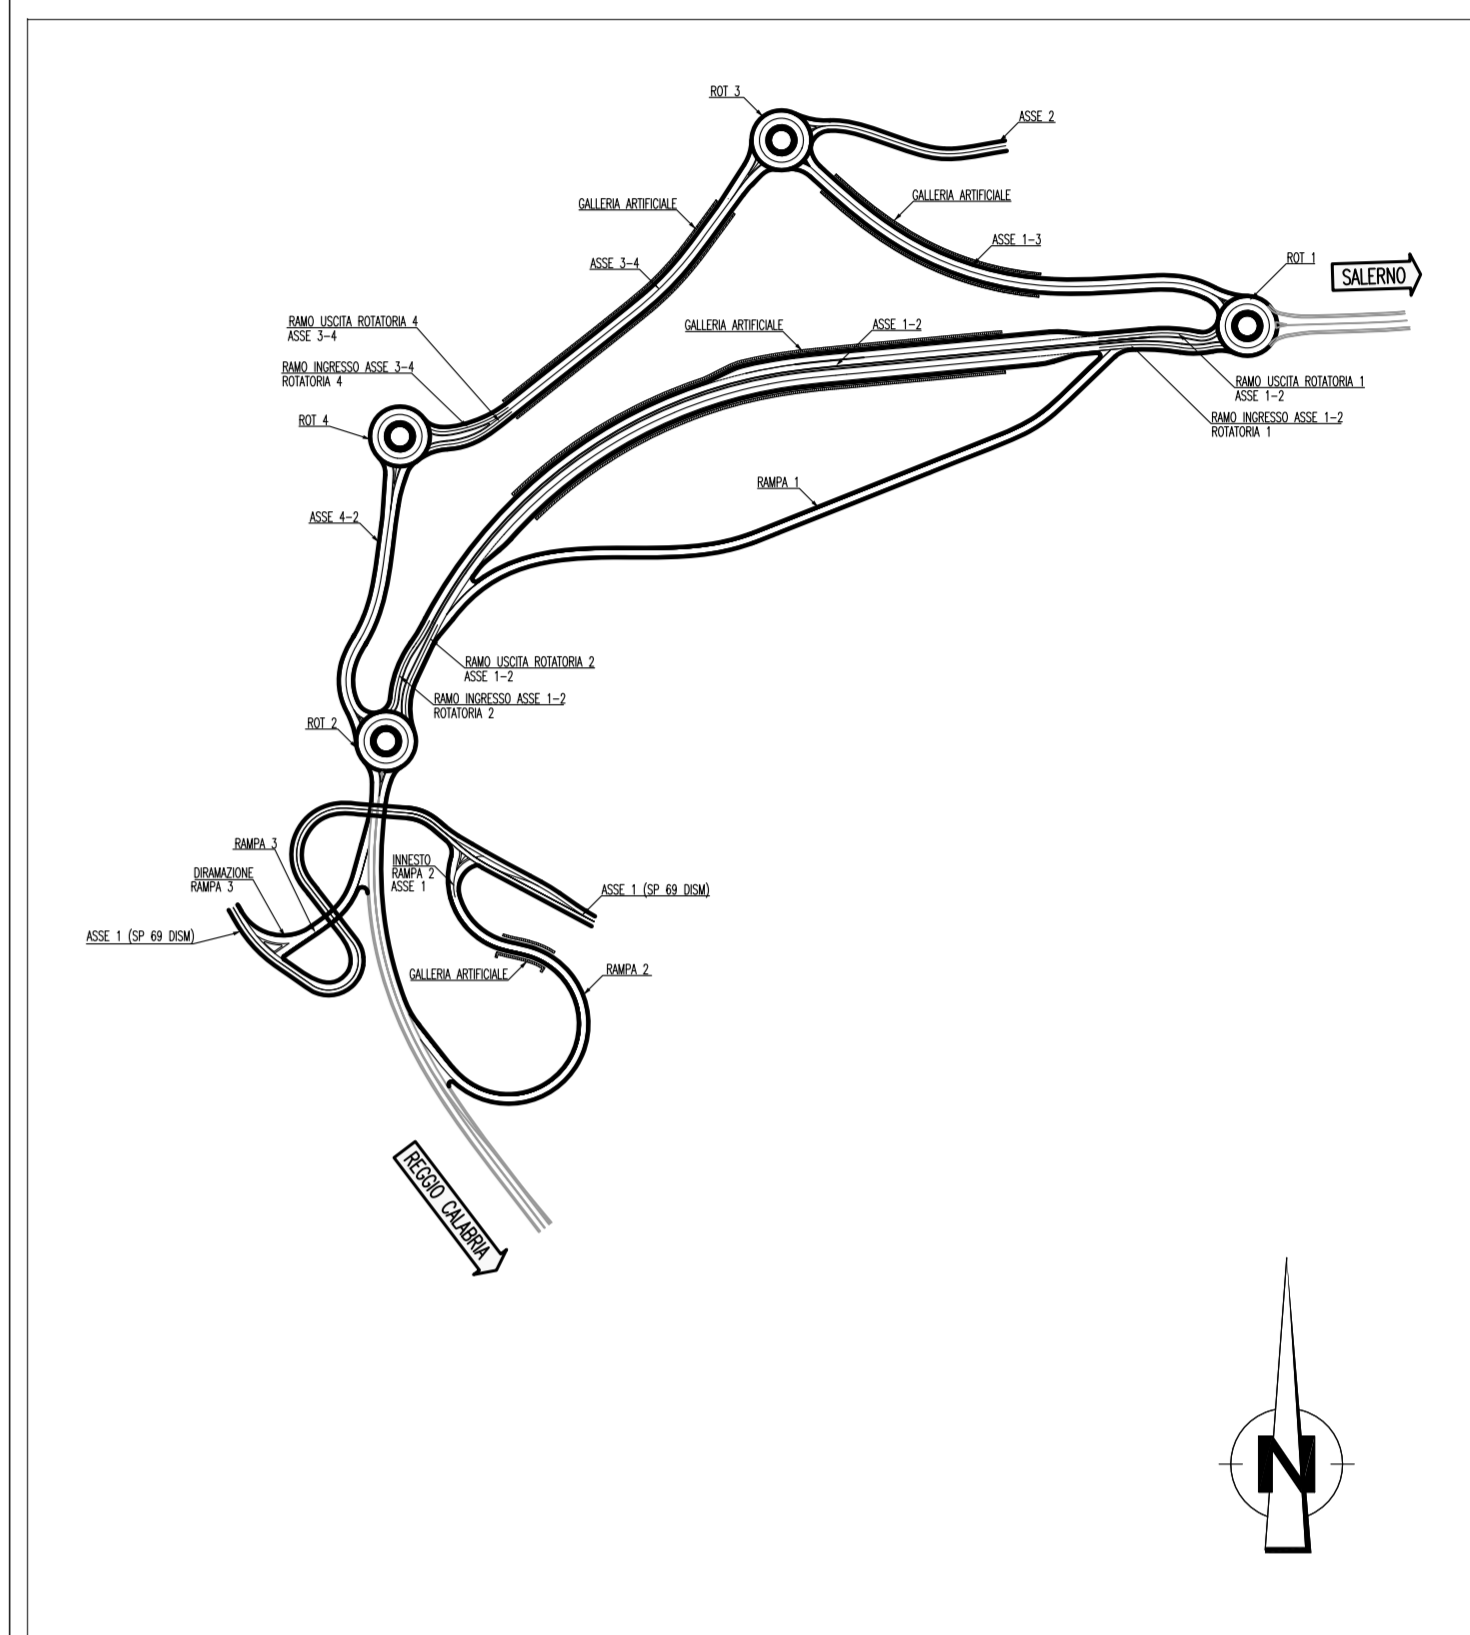 ROT 3
ASSE 2
GALLERIA ARTIFICIALE
GALLERIA ARTIFICIALE
ASSE 1-3
ROT 1
SALERNO
ASSE 3-4
RAMO USCITA ROTATORIA 4
ASSE 3-4
GALLERIA ARTIFICIALE
ASSE 1-2
RAMO INGRESSO ASSE 3-4
ROTATORIA 4
RAMO USCITA ROTATORIA 1
ASSE 1-2
ROT 4
RAMO INGRESSO ASSE 1-2
ROTATORIA 1
RAMPA 1
ASSE 4-2
RAMO USCITA ROTATORIA 2
ASSE 1-2
RAMO INGRESSO ASSE 1-2
ROTATORIA 2
ROT 2
RAMPA 3
DIRAMAZIONE
RAMPA 3
INNESTO
RAMPA 2
ASSE 1
ASSE 1 (SP 69 DISM)
ASSE 1 (SP 69 DISM)
GALLERIA ARTIFICIALE
RAMPA 2
REGGIO CALABRIA
N